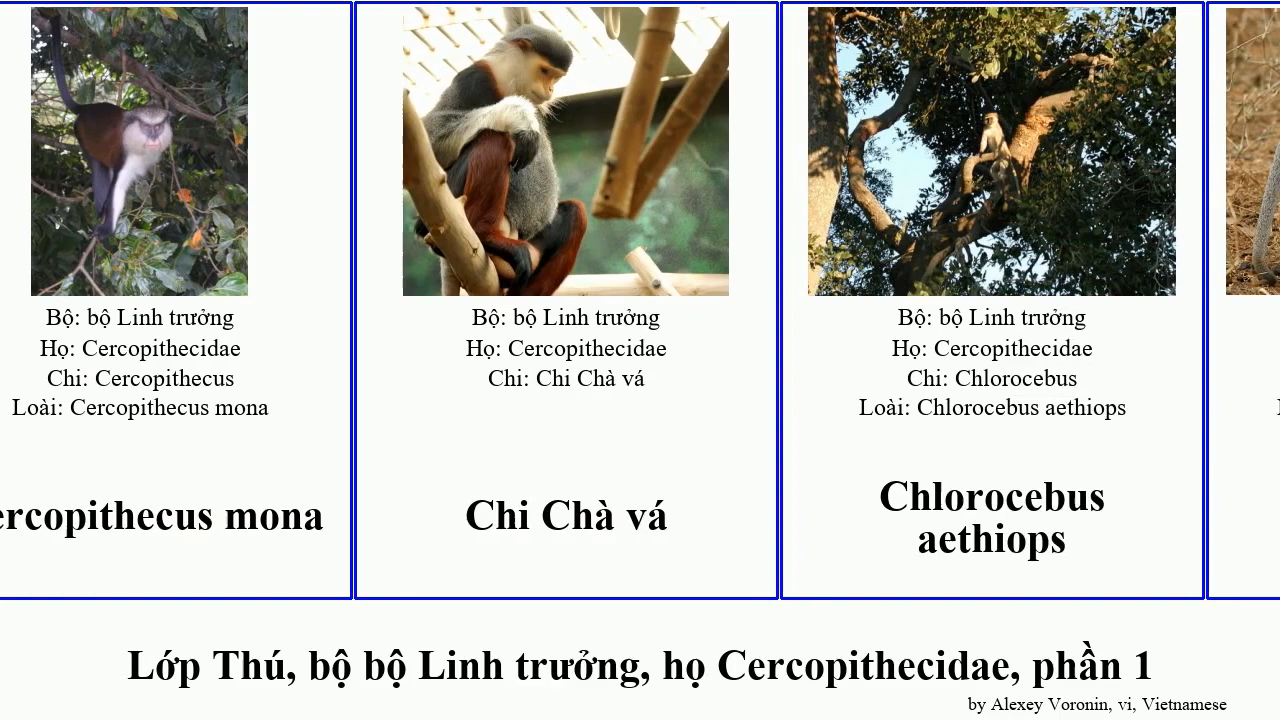 Bộ: bộ Linh trưởng
Họ: Cercopithecidae
Chi: Cercopithecus
Loài: Cercopithecus mona
ercopithecus mona
Bộ: bộ Linh trưởng
Họ: Cercopithecidae
Chi: Chi Chà vá
Chi Chà vá
Bộ: bộ Linh trưởng
Họ: Cercopithecidae
Chi: Chlorocebus
Loài: Chlorocebus aethiops
Chlorocebus
aethiops
Lớp Thú, bộ bộ Linh trưởng, họ Cercopithecidae, phần 1
by Alexey Voronin, vi, Vietnamese